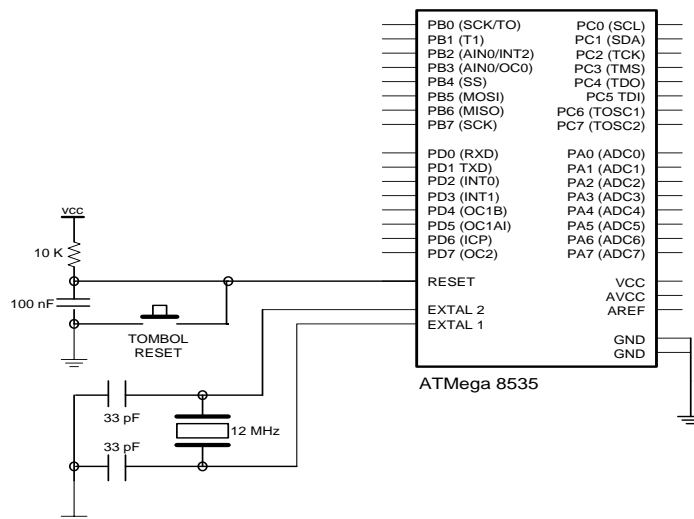 PB0 (SCK/TO)
PB1 (T1)
PB2 (AIN0/INT2)
PB3 (AIN0/OC0)
PB4 (SS)
PB5 (MOSI)
PB6 (MISO)
PB7 (SCK)
PC0 (SCL)
PC1 (SDA)
PC2 (TCK)
PC3 (TMS)
PC4 (TDO)
PC5 TDI)
PC6 (TOSC1)
PC7 (TOSC2)
PD0 (RXD)
PD1 TXD)
PD2 (INT0)
PD3 (INT1)
PD4 (OC1B)
PD5 (OC1AI)
PD6 (ICP)
PD7 (OC2)
PA0 (ADC0)
PA1 (ADC1)
PA2 (ADC2)
PA3 (ADC3)
PA4 (ADC4)
PA5 (ADC5)
PA6 (ADC6)
PA7 (ADC7)
RESET
EXTAL 2
EXTAL 1
VCC
AVCC
AREF
GND
GND
ATMega 8535
vcc
10 K
100 nF
TOMBOL
RESET
33 pF
12 MHz
33 pF